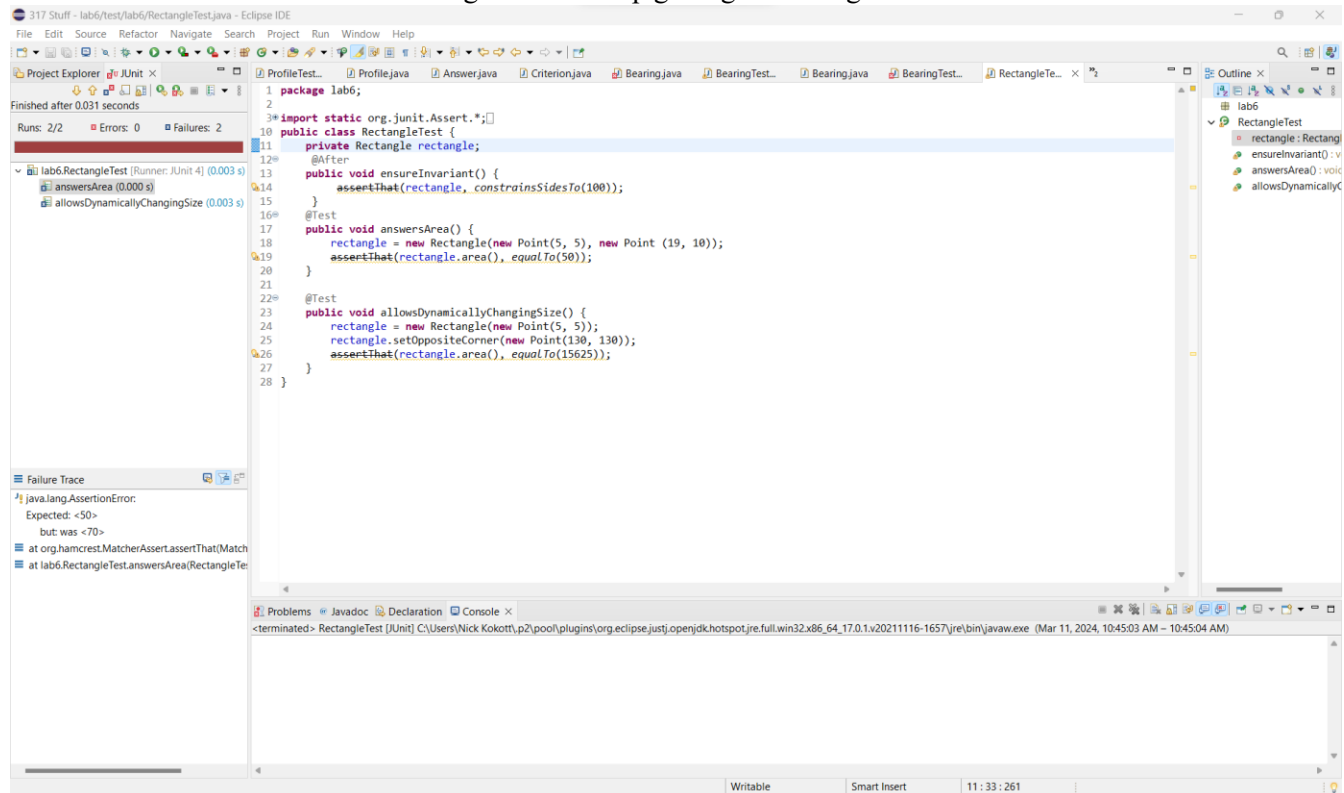 317 Stuff - lab6/test/lab6/RectangleTest.java - Eclipse IDE
File Edit Source Refactor Navigate Search Project Run Window Help
Project Explorer JUnit ×
Finished after 0.031 seconds
Runs: 2/2 Errors: 0 Failures: 2
lab6.RectangleTest [Runner: JUnit 4] (0.003 s)
answersArea (0.000 s)
allowsDynamicallyChangingSize (0.003 s)
Failure Trace
java.lang.AssertionError:
Expected: <50>
but: was <70>
at org.hamcrest.MatcherAssert.assertThat(Match
at lab6.RectangleTest.answersArea(RectangleTes
ProfileTest... Profile.java Answer.java Criterion.java Bearing.java BearingTest... Bearing.java BearingTest... RectangleTe... × 2
1 package lab6;
2
3 import static org.junit.Assert.*;
10 public class RectangleTest {
11 private Rectangle rectangle;
12 @After
13 public void ensureInvariant() {
14 assertThat(rectangle, constrainsSidesTo(100));
15 }
16 @Test
17 public void answersArea() {
18 rectangle = new Rectangle(new Point(5, 5), new Point (19, 10));
19 assertThat(rectangle.area(), equalTo(50));
20 }
21
22 @Test
23 public void allowsDynamicallyChangingSize() {
24 rectangle = new Rectangle(new Point(5, 5));
25 rectangle.setOppositeCorner(new Point(130, 130));
26 assertThat(rectangle.area(), equalTo(15625));
27 }
28 }
Outline ×
lab6
RectangleTest
rectangle : Rectang
ensureInvariant() : v
answersArea() : void
allowsDynamicallyC
Problems Javadoc Declaration Console ×
<terminated> RectangleTest [JUnit] C:\Users\Nick Kokott\.p2\pool\plugins\org.eclipse.justj.openjdk.hotspot.jre.full.win32.x86_64_17.0.1.v20211116-1657\jre\bin\javaw.exe (Mar 11, 2024, 10:45:03 AM – 10:45:04 AM)
Writable Smart Insert 11 : 33 : 261